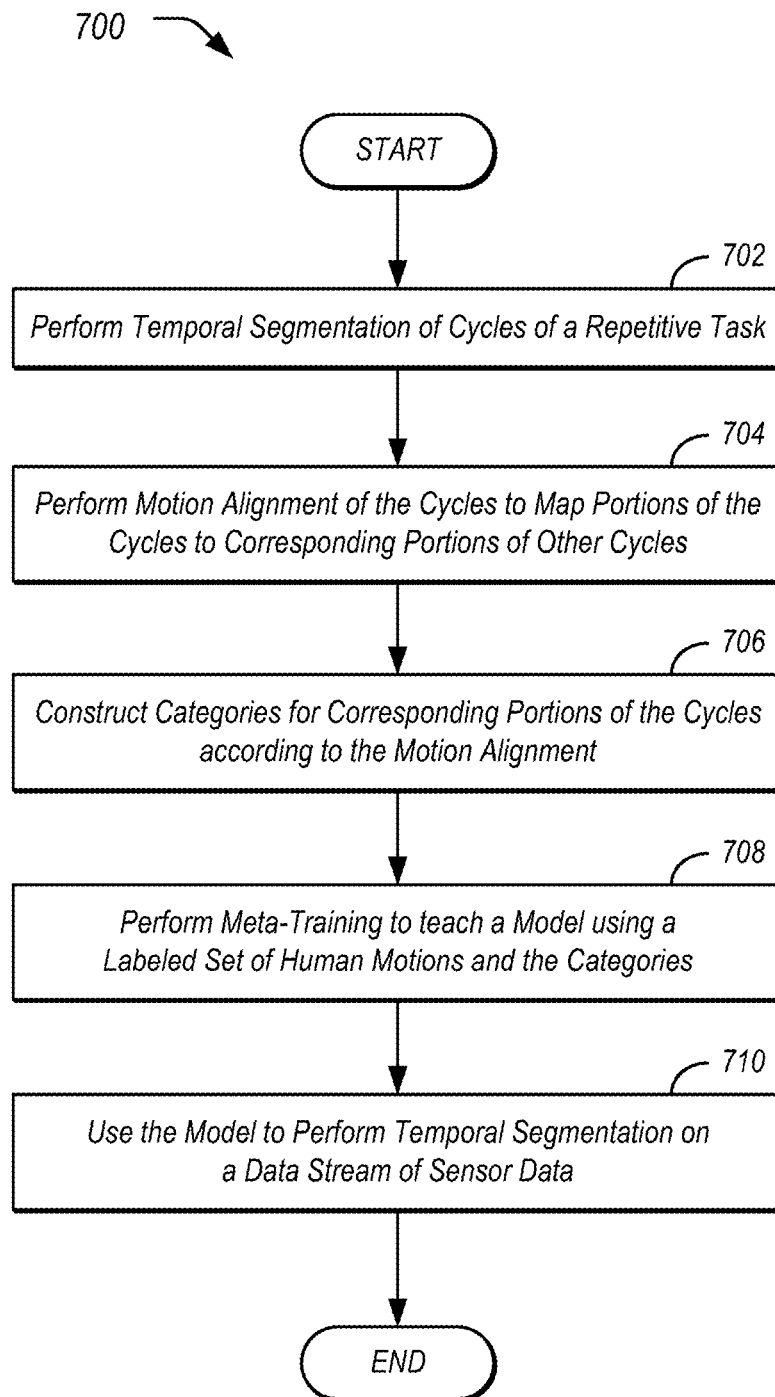 700
START
702
Perform Temporal Segmentation of Cycles of a Repetitive Task
704
Perform Motion Alignment of the Cycles to Map Portions of the
Cycles to Corresponding Portions of Other Cycles
706
Construct Categories for Corresponding Portions of the Cycles
according to the Motion Alignment
708
Perform Meta-Training to teach a Model using a
Labeled Set of Human Motions and the Categories
710
Use the Model to Perform Temporal Segmentation on
a Data Stream of Sensor Data
END